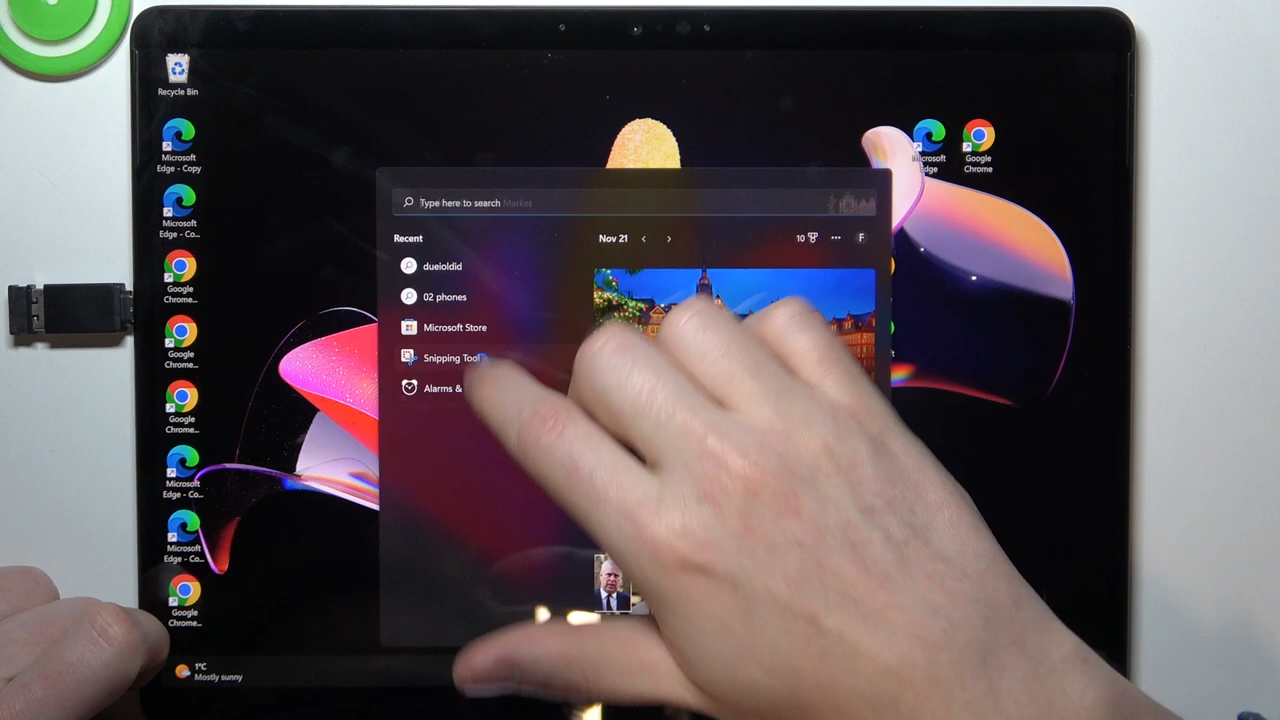 Recycle Bin
Microsoft
Edge - Copy
Microsoft
Edge - Co...
Google
Chrome...
Google
Chrome...
Google
Chrome...
Microsoft
Edge - Co...
Microsoft
Edge - Co...
Google
Chrome...
Microsoft
Edge
Google
Chrome
Type here to search Market
Recent
Nov 21
10
F
dueioldid
02 phones
Microsoft Store
Snipping Tool
Alarms &
1°C
Mostly sunny